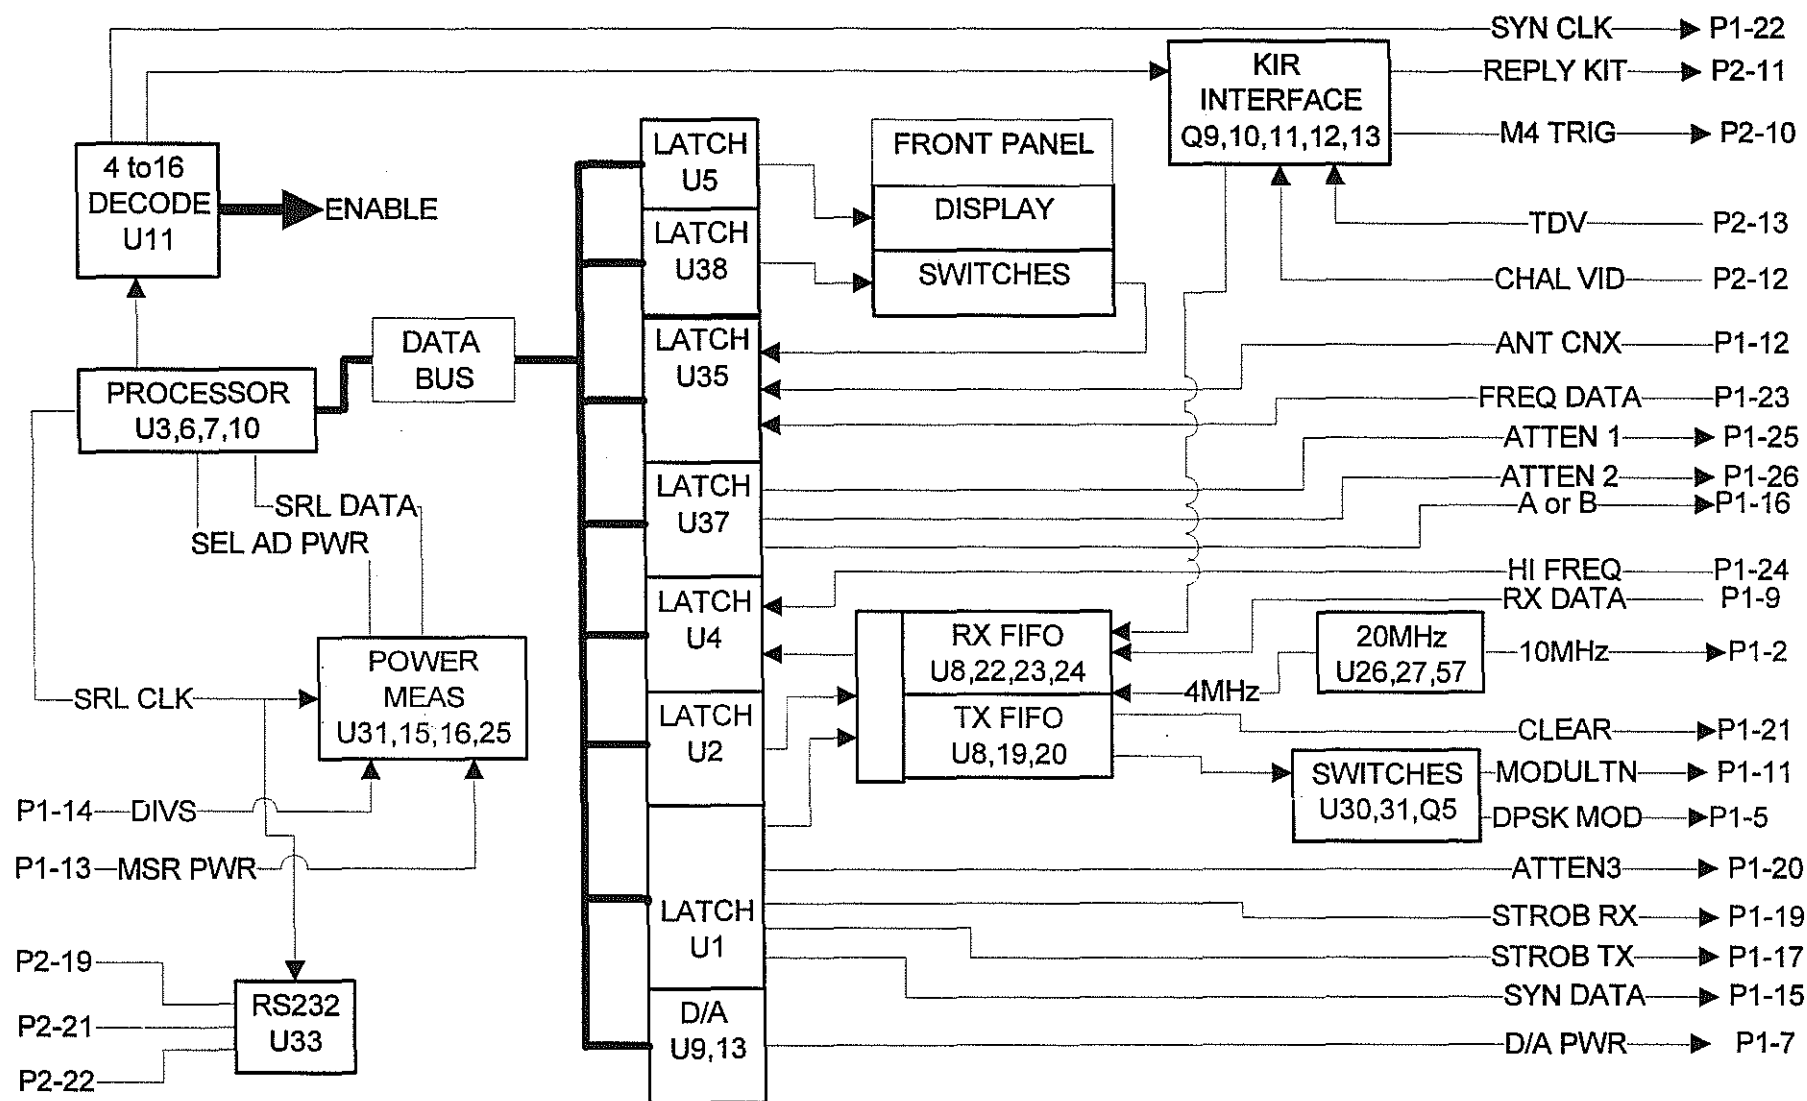 SYN CLK P1-22
KIR
INTERFACE
Q9,10,11,12,13
REPLY KIT P2-11
M4 TRIG P2-10
TDV P2-13
CHAL VID P2-12
4 to16
DECODE
U11
ENABLE
LATCH
U5
LATCH
U38
LATCH
U35
LATCH
U37
LATCH
U4
LATCH
U2
LATCH
U1
D/A
U9,13
FRONT PANEL
DISPLAY
SWITCHES
DATA
BUS
PROCESSOR
U3,6,7,10
SRL DATA
SEL AD PWR
POWER
MEAS
U31,15,16,25
SRL CLK
P1-14 DIVS
P1-13 MSR PWR
P2-19
P2-21
P2-22
RS232
U33
ANT CNX P1-12
FREQ DATA P1-23
ATTEN 1 P1-25
ATTEN 2 P1-26
A or B P1-16
HI FREQ P1-24
RX DATA P1-9
RX FIFO
U8,22,23,24
TX FIFO
U8,19,20
20MHz
U26,27,57
10MHz P1-2
4MHz
CLEAR P1-21
SWITCHES
U30,31,Q5
MODULTN P1-11
DPSK MOD P1-5
ATTEN3 P1-20
STROB RX P1-19
STROB TX P1-17
SYN DATA P1-15
D/A PWR P1-7